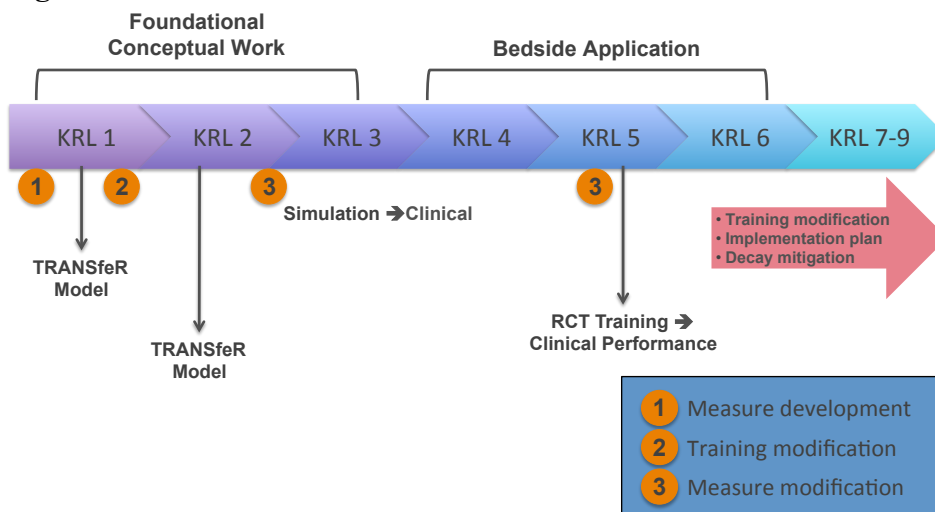 Foundational
Conceptual Work
Bedside Application
KRL 1
KRL 2
KRL 3
KRL 4
KRL 5
KRL 6
KRL 7-9
1
2
3
3
Simulation ➔Clinical
• Training modification
• Implementation plan
• Decay mitigation
TRANSfeR
Model
TRANSfeR
Model
RCT Training ➔
Clinical Performance
1 Measure development
2 Training modification
3 Measure modification